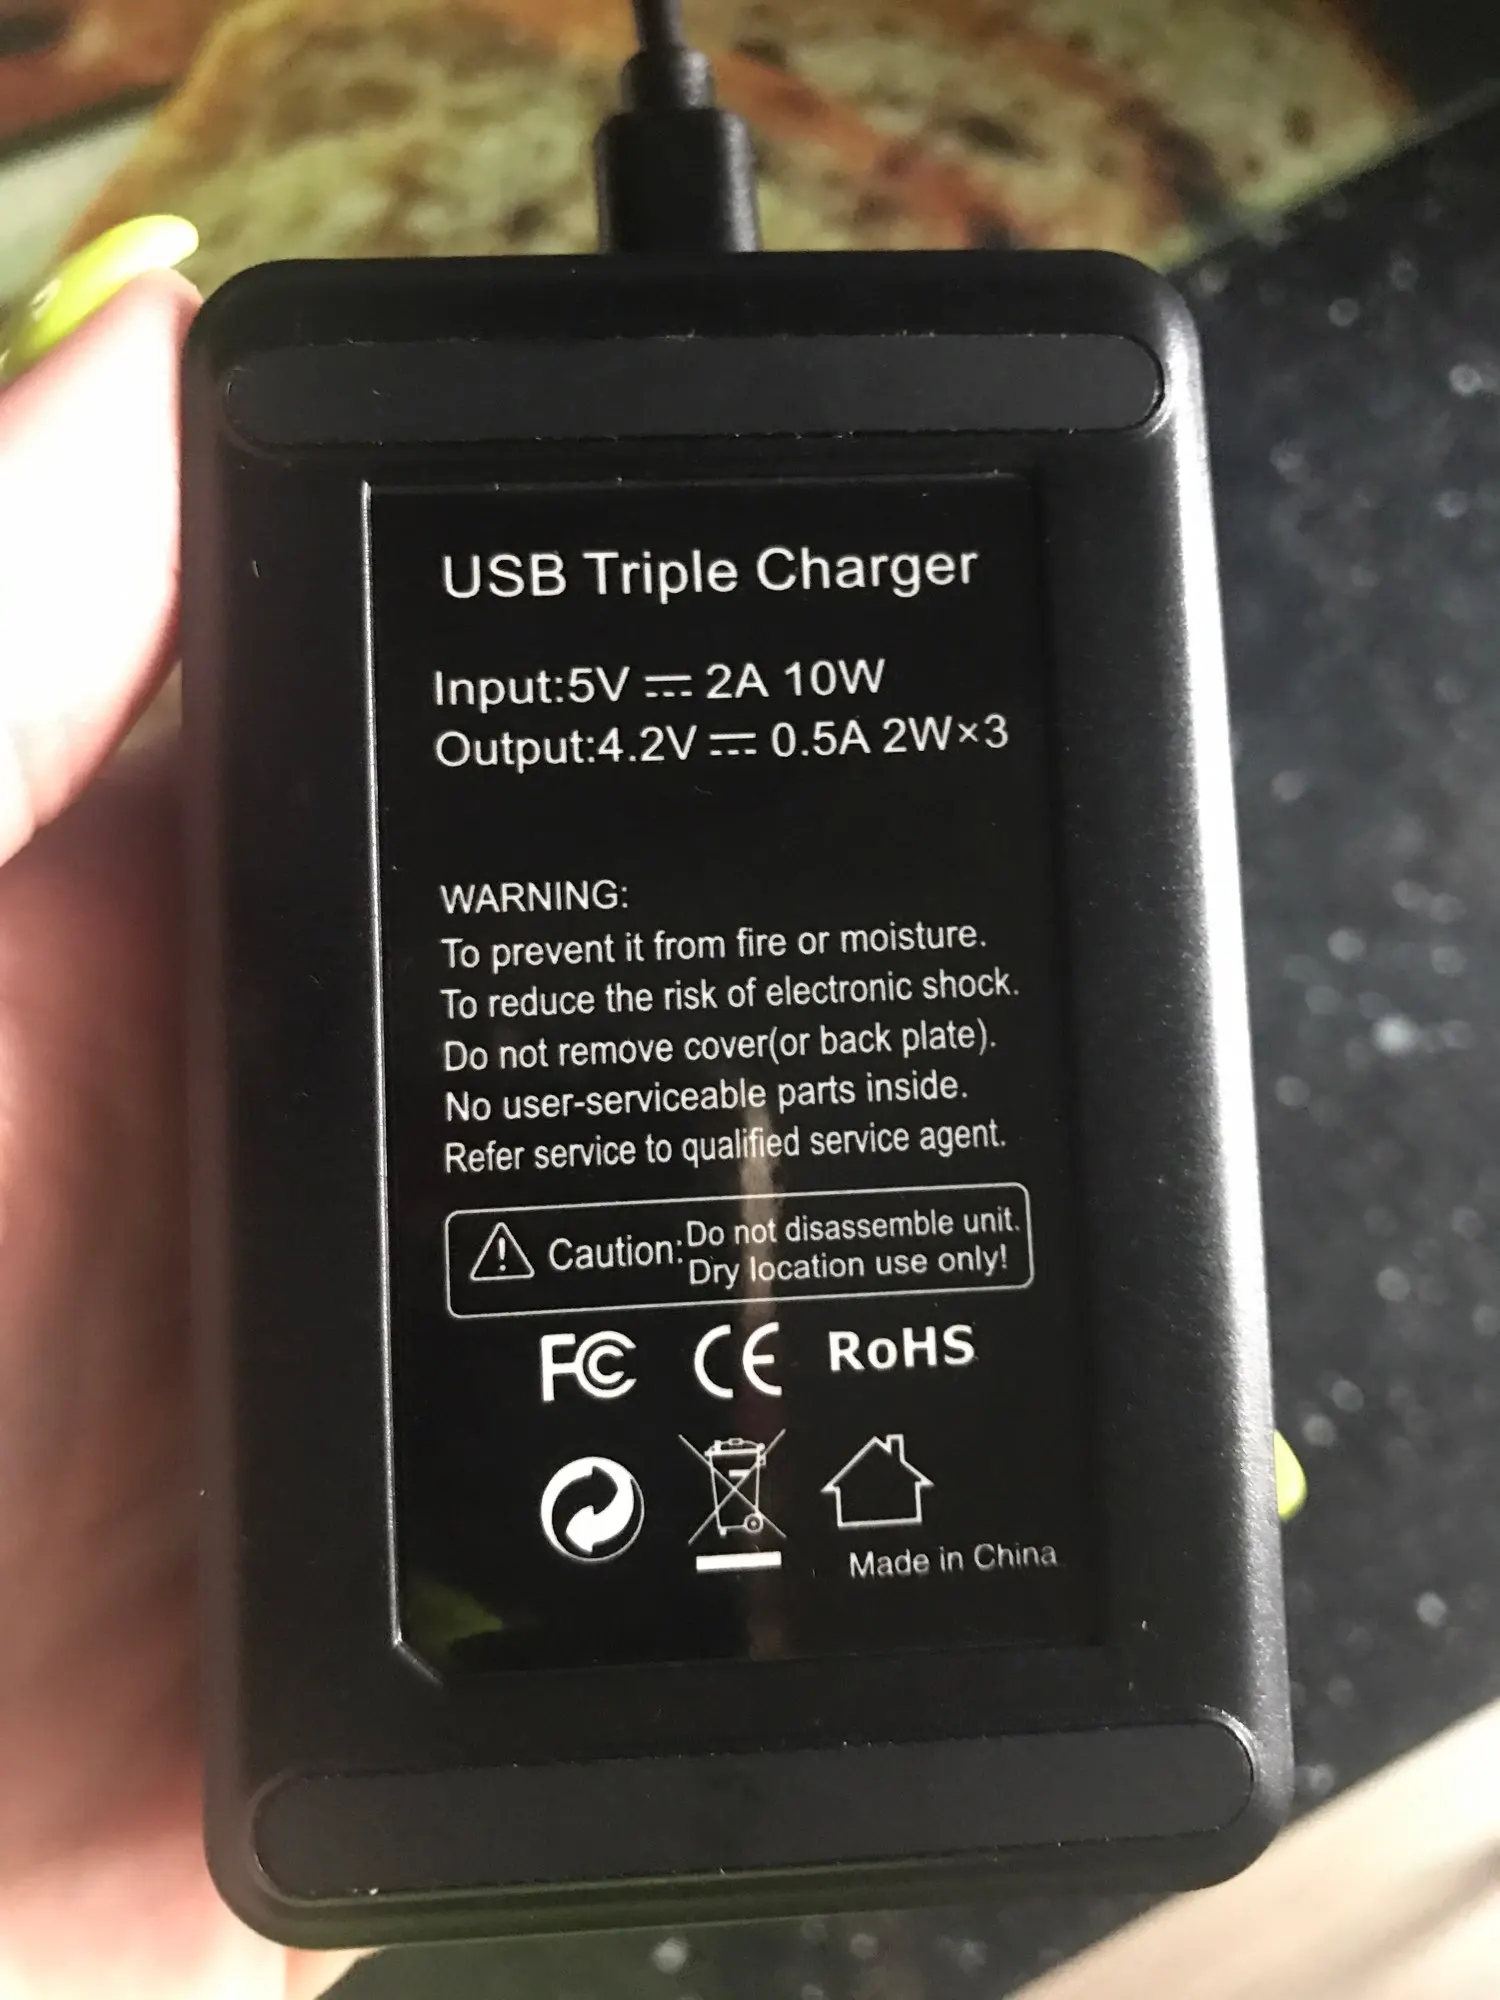 USB Triple Charger
Input:5V ⎓ 2A 10W
Output:4.2V ⎓ 0.5A 2W×3
WARNING:
To prevent it from fire or moisture.
To reduce the risk of electronic shock.
Do not remove cover(or back plate).
No user-serviceable parts inside.
Refer service to qualified service agent.
Caution: Do not disassemble unit.
Dry location use only!
FC CE RoHS
Made in China